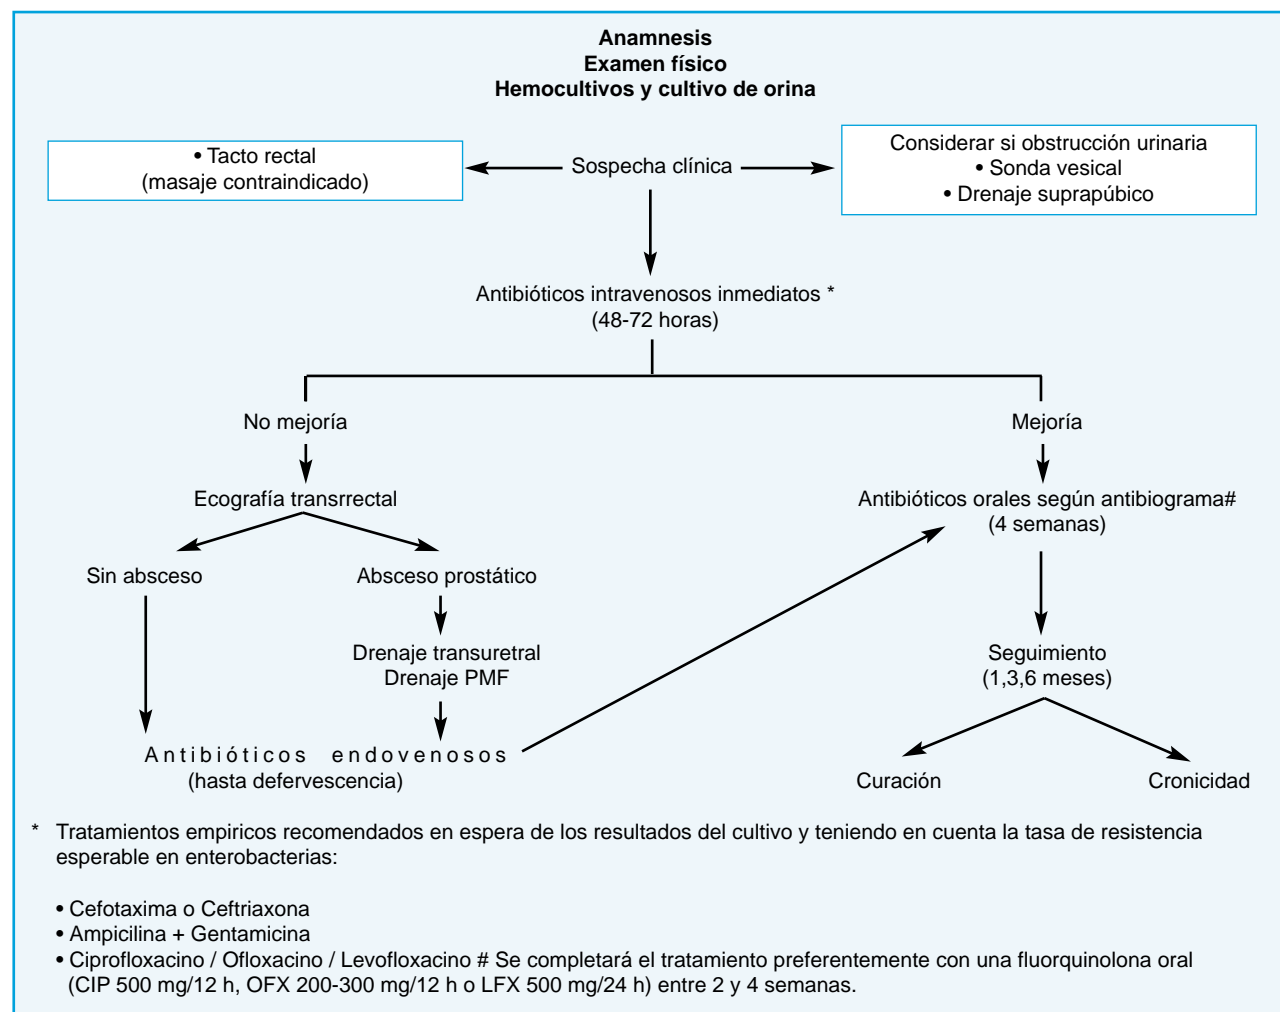 Anamnesis
Examen físico
Hemocultivos y cultivo de orina
• Tacto rectal
(masaje contraindicado)
Sospecha clínica
Considerar si obstrucción urinaria
• Sonda vesical
• Drenaje suprapúbico
Antibióticos intravenosos inmediatos *
(48-72 horas)
No mejoría
Mejoría
Ecografía transrrectal
Antibióticos orales según antibiograma#
(4 semanas)
Sin absceso
Absceso prostático
Drenaje transuretral
Drenaje PMF
Seguimiento
(1,3,6 meses)
Antibióticos endovenosos
(hasta defervescencia)
Curación
Cronicidad
* Tratamientos empiricos recomendados en espera de los resultados del cultivo y teniendo en cuenta la tasa de resistencia
esperable en enterobacterias:
• Cefotaxima o Ceftriaxona
• Ampicilina + Gentamicina
• Ciprofloxacino / Ofloxacino / Levofloxacino # Se completará el tratamiento preferentemente con una fluorquinolona oral
(CIP 500 mg/12 h, OFX 200-300 mg/12 h o LFX 500 mg/24 h) entre 2 y 4 semanas.